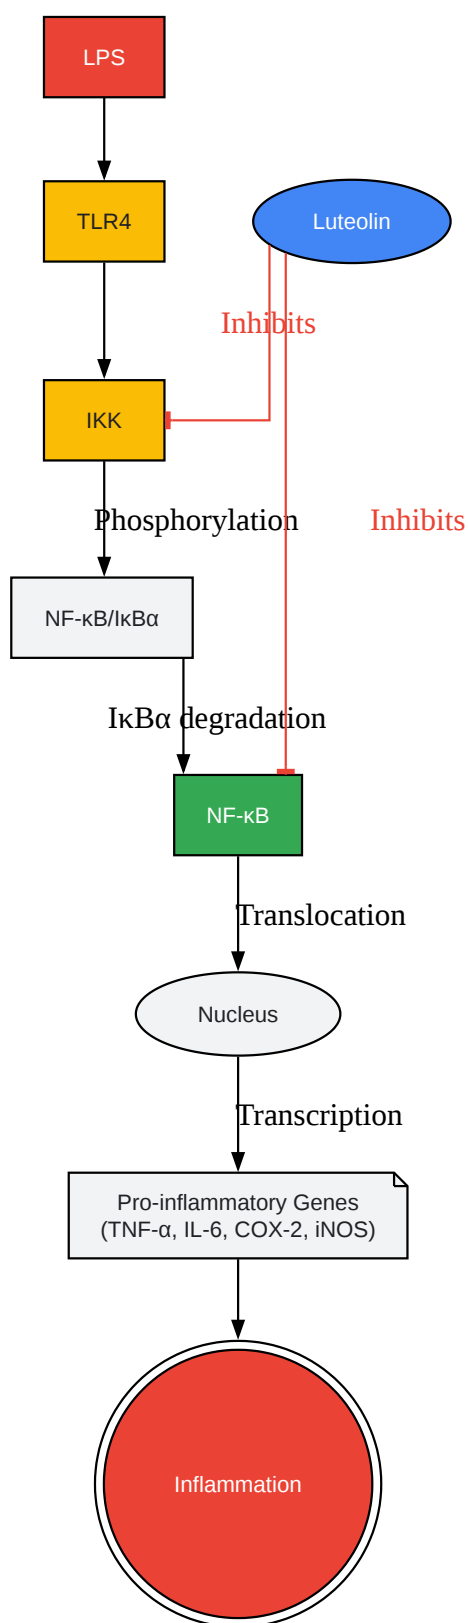 LPS
TLR4
Luteolin
Inhibits
IKK
Phosphorylation
Inhibits
NF-κB/IκBα
IκBα degradation
NF-κB
Translocation
Nucleus
Transcription
Pro-inflammatory Genes
(TNF-α, IL-6, COX-2, iNOS)
Inflammation